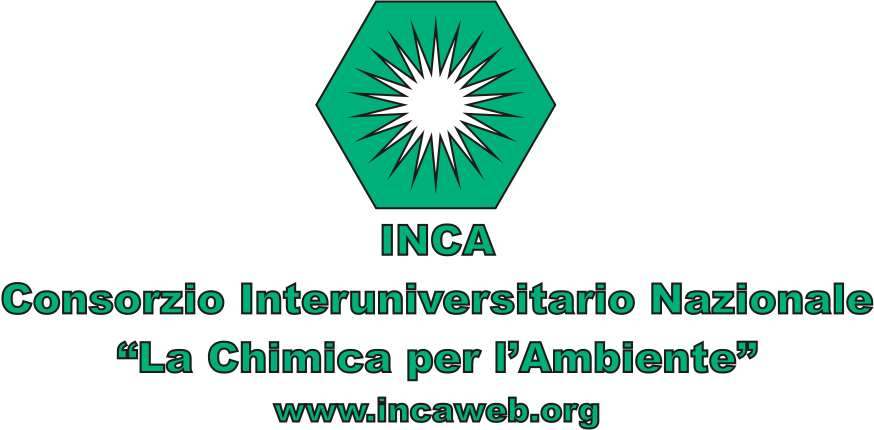 INCA
Consorzio Interuniversitario Nazionale
“La Chimica per l’Ambiente”
www.incaweb.org